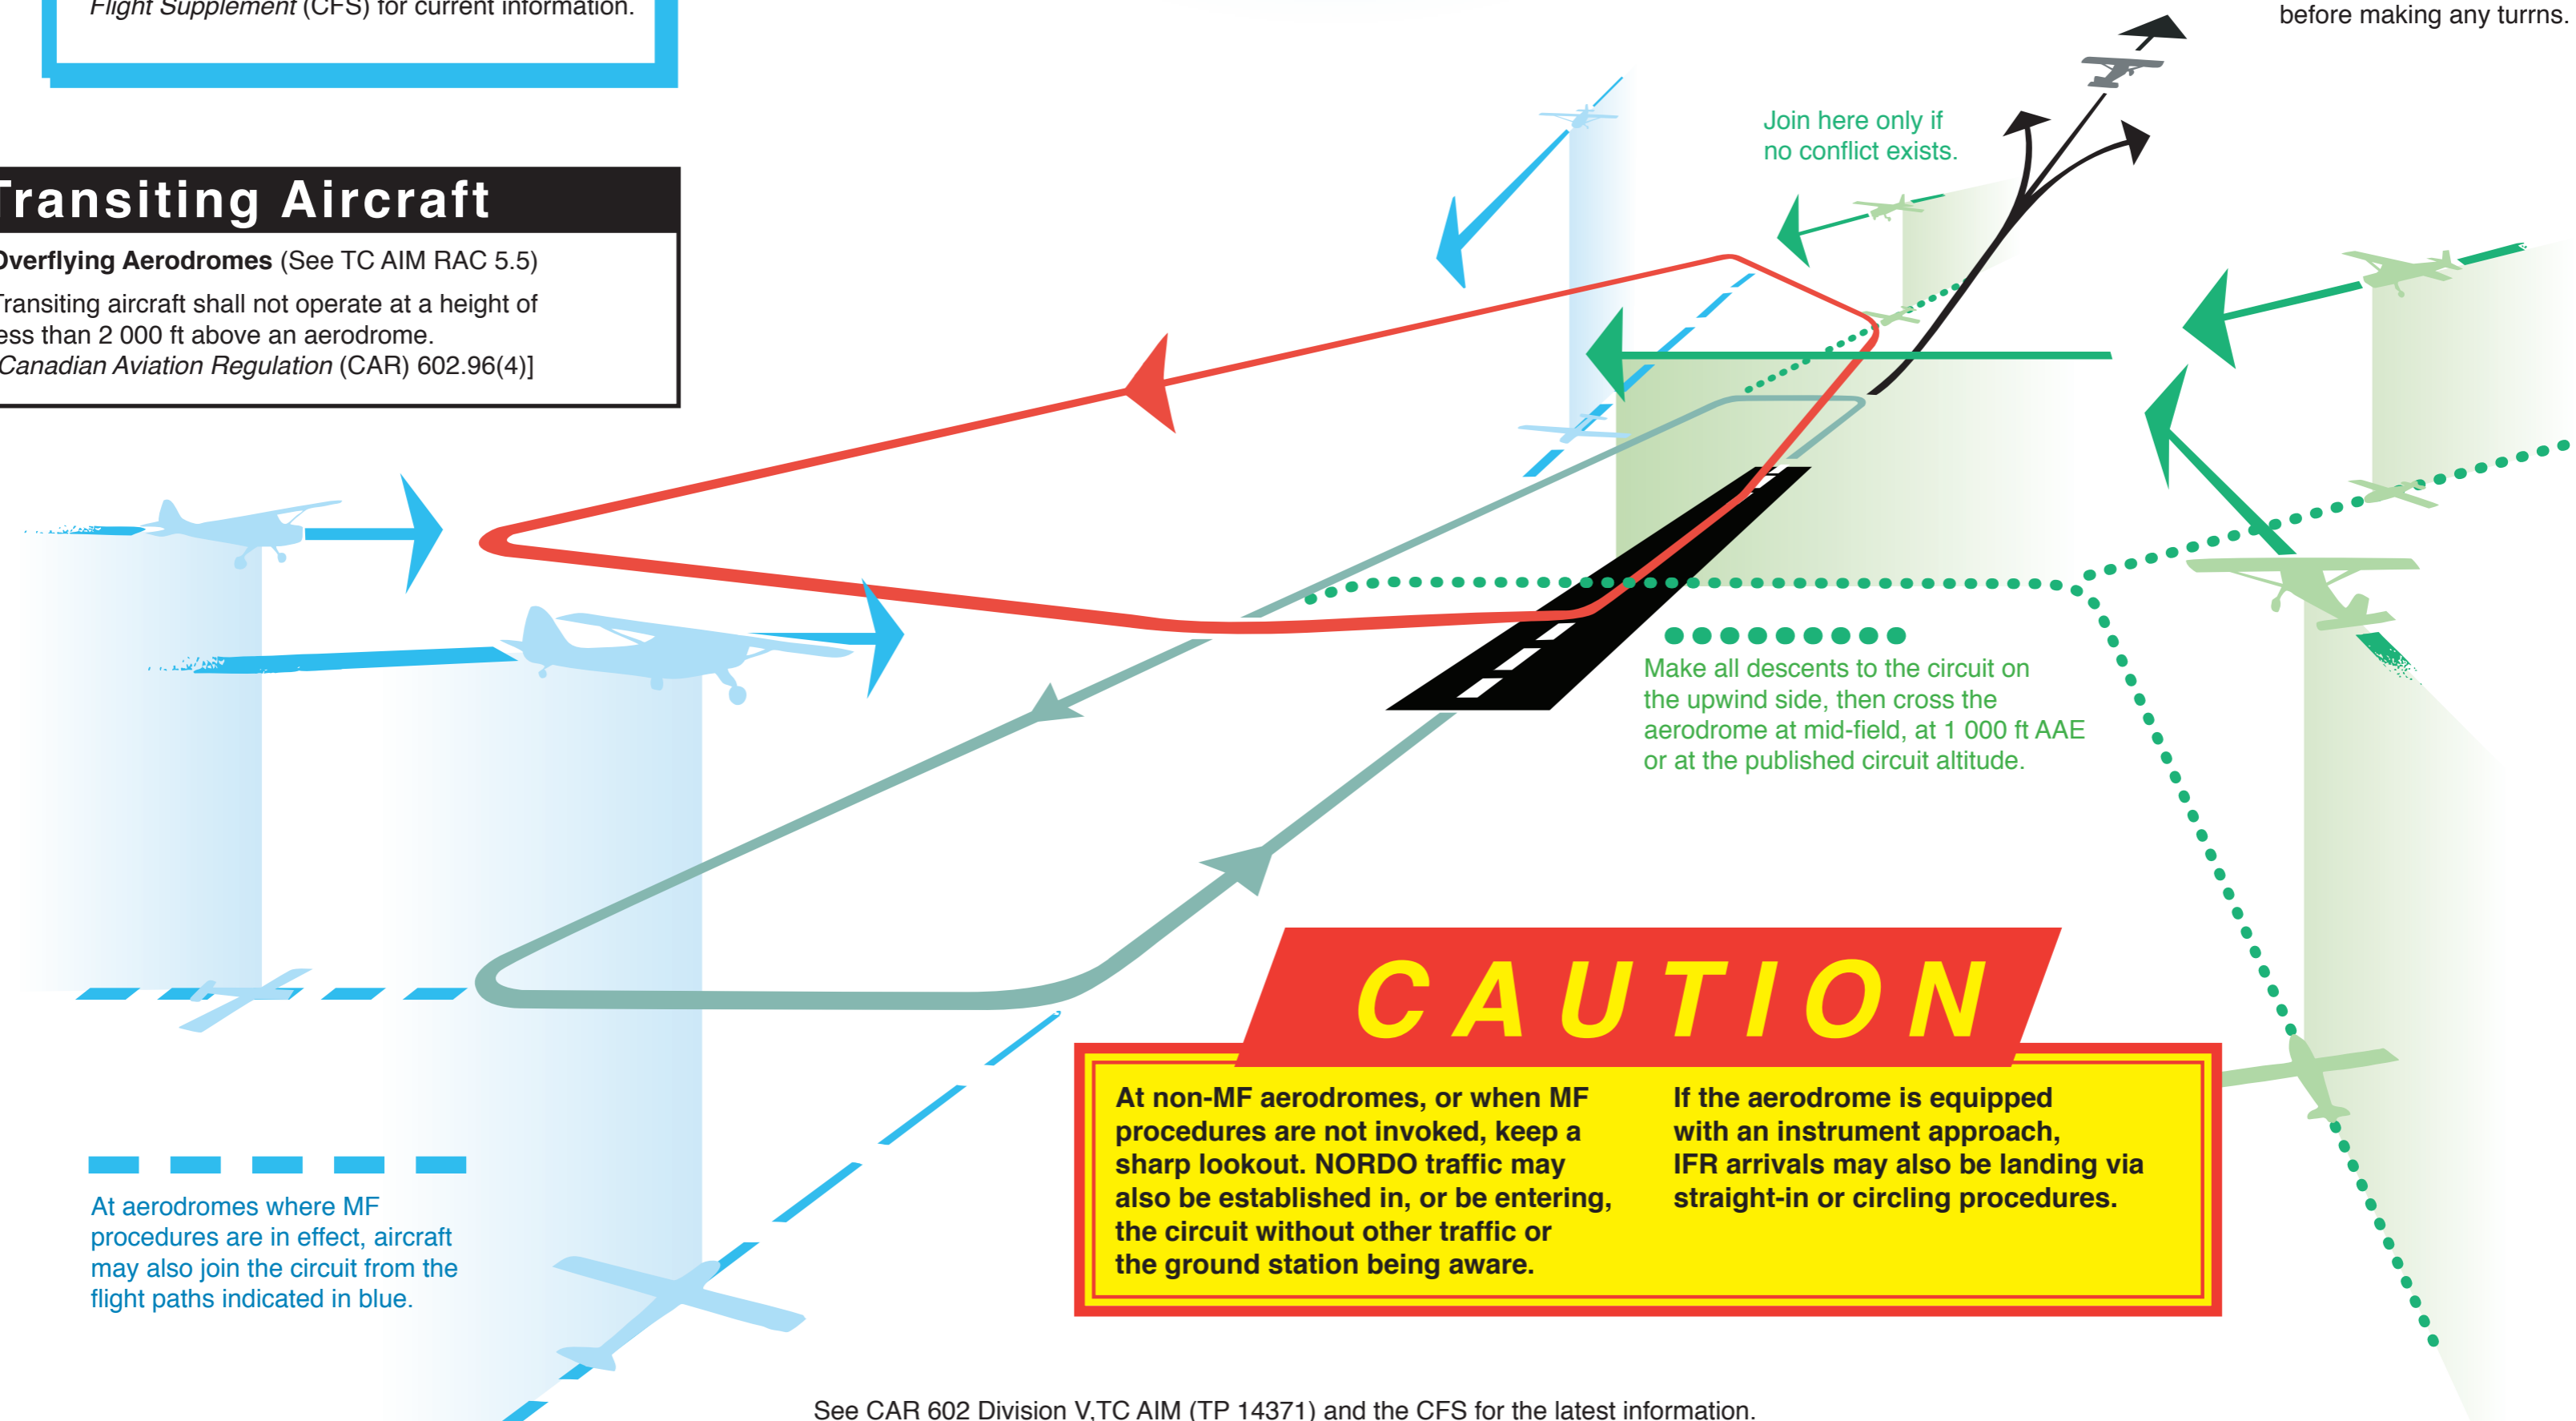 Flight Supplement (CFS) for current information.
before making any turrns.
Join here only if
no conflict exists.
Transiting Aircraft
Overflying Aerodromes (See TC AIM RAC 5.5)
Transiting aircraft shall not operate at a height of
less than 2 000 ft above an aerodrome.
Canadian Aviation Regulation (CAR) 602.96(4)]
Make all descents to the circuit on
the upwind side, then cross the
aerodrome at mid-field, at 1 000 ft AAE
or at the published circuit altitude.
CAUTION
At non-MF aerodromes, or when MF
procedures are not invoked, keep a
sharp lookout. NORDO traffic may
also be established in, or be entering,
the circuit without other traffic or
the ground station being aware.
If the aerodrome is equipped
with an instrument approach,
IFR arrivals may also be landing via
straight-in or circling procedures.
At aerodromes where MF
procedures are in effect, aircraft
may also join the circuit from the
flight paths indicated in blue.
See CAR 602 Division V,TC AIM (TP 14371) and the CFS for the latest information.